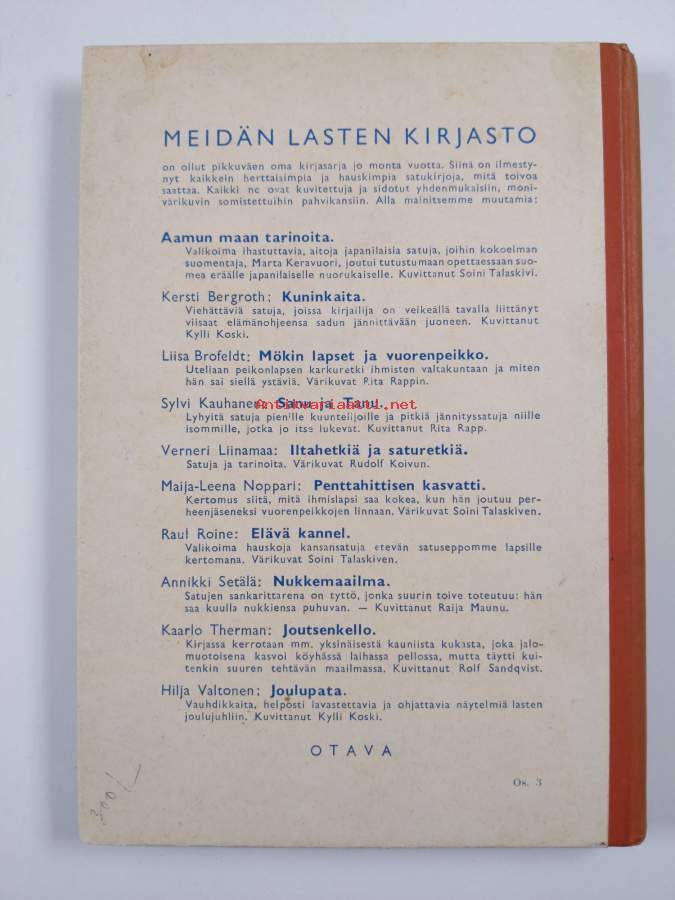 MEIDÄN LASTEN KIRJASTO
on ollut pikkuväen oma kirjasarja jo monta vuotta. Siinä on ilmesty-
nyt kaikkein herttaisimpia ja hauskimpia satukirjoja, mitä toivoa
saattaa. Kaikki ne ovat kuvitettuja ja sidotut yhdenmukaisiin, moni-
värikuvin somistettuihin pahvikansiin. Alla mainitsemme muutamia:
Aamun maan tarinoita.
Valikoima ihastuttavia, aitoja japanilaisia satuja, joihin kokoelman
suomentaja, Marta Keravuori, joutui tutustumaan opettaessaan suo-
mea eräälle japanilaiselle nuorukaiselle. Kuvittanut Soini Talaskivi.
Kersti Bergroth: Kuninkaita.
Viehättäviä satuja, joissa kirjailija on veikeällä tavalla liittänyt
viisaat elämänohjeensa sadun jännittävään juoneen. Kuvittanut
Kylli Koski.
Liisa Brofeldt: Mökin lapset ja vuorenpeikko.
Uteliaan peikonlapsen karkuretki ihmisten valtakuntaan ja miten
hän sai siellä ystäviä. Värikuvat Rita Rappin.
Sylvi Kauhanen: Satu ja Tanu.
antikvariaatti.net
Lyhyitä satuja pienille kuuntelijoille ja pitkiä jännityssatuja niille
isommille, jotka jo itse lukevat. Kuvittanut Rita Rapp.
Verneri Liinamaa: Iltahetkiä ja saturetkiä.
Satuja ja tarinoita. Värikuvat Rudolf Koivun.
Maija-Leena Noppari: Penttahittisen kasvatti.
Kertomus siitä, mitä ihmislapsi saa kokea, kun hän joutuu per-
heenjäseneksi vuorenpeikkojen linnaan. Värikuvat Soini Talaskiven.
Raul Roine: Elävä kannel.
Valikoima hauskoja kansansatuja etevän satuseppomme lapsille
kertomana. Värikuvat Soini Talaskiven.
Annikki Setälä: Nukkemaailma.
Satujen sankarittarena on tyttö, jonka suurin toive toteutuu: hän
saa kuulla nukkiensa puhuvan. — Kuvittanut Raija Maunu.
Kaarlo Therman: Joutsenkello.
Kirjassa kerrotaan mm. yksinäisestä kauniista kukasta, joka jalo-
muotoisena kasvoi köyhässä laihassa pellossa, mutta täytti kui-
tenkin suuren tehtävän maailmassa. Kuvittanut Rolf Sandqvist.
Hilja Valtonen: Joulupata.
Vauhdikkaita, helposti lavastettavia ja ohjattavia näytelmiä lasten
joulujuhliin. Kuvittanut Kylli Koski.
OTAVA
Os. 3
300/-